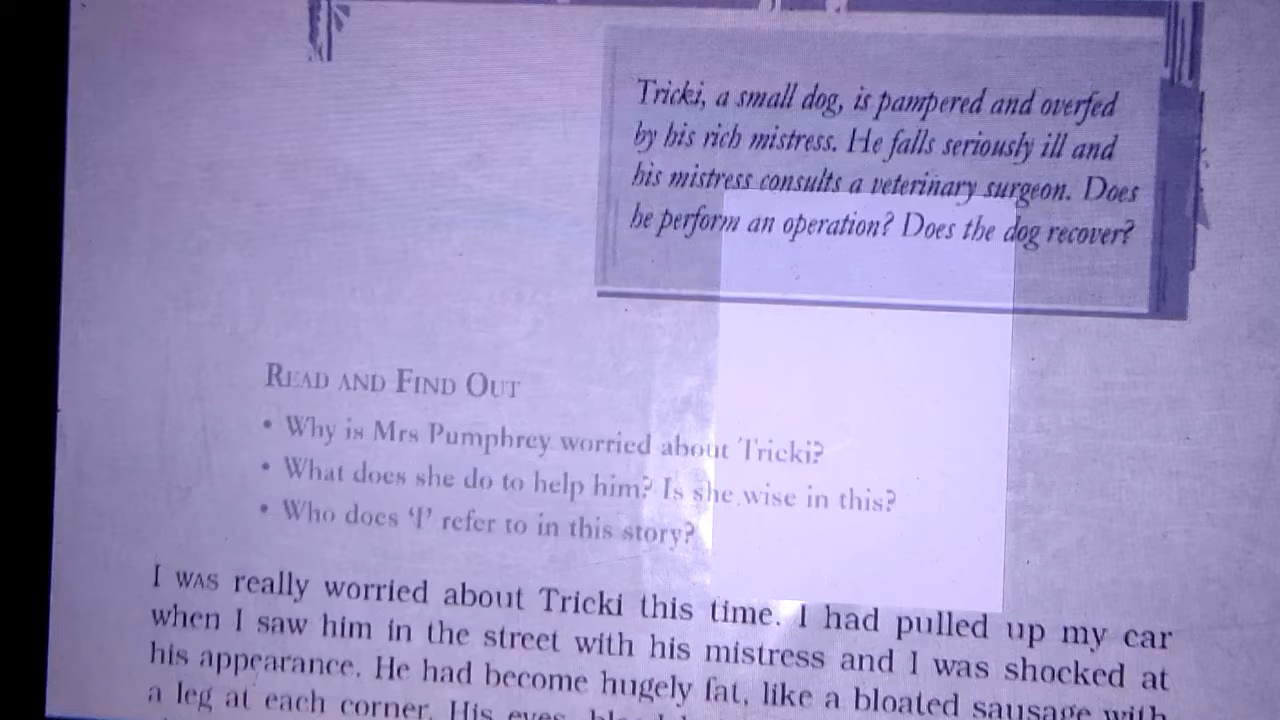 Tricki, a small dog, is pampered and overfed
by his rich mistress. He falls seriously ill and
his mistress consults a veterinary surgeon. Does
he perform an operation? Does the dog recover?
READ AND FIND OUT
• Why is Mrs Pumphrey worried about Tricki?
• What does she do to help him? Is she wise in this?
• Who does ‘I’ refer to in this story?
I WAS really worried about Tricki this time. I had pulled up my car
when I saw him in the street with his mistress and I was shocked at
his appearance. He had become hugely fat, like a bloated sausage with
a leg at each corner. His eyes,